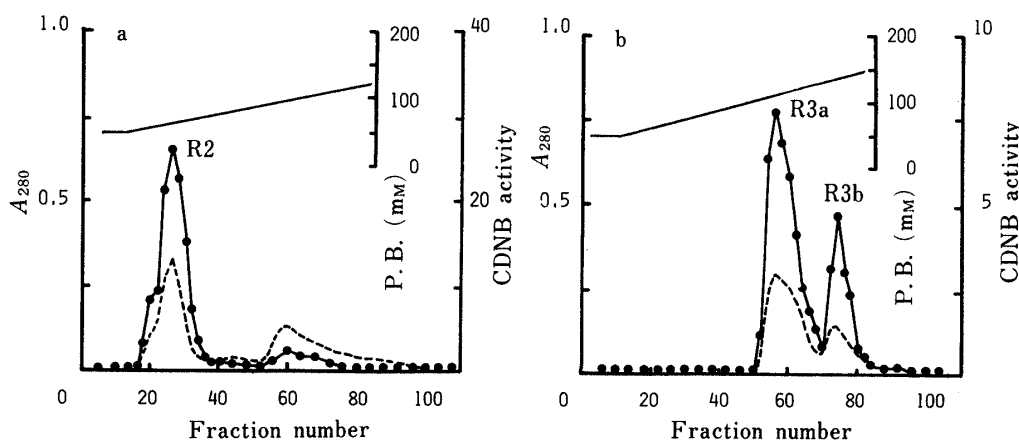 a
1.0
0.5
0
A280
R2
200
100
0
P.B. (mM)
40
20
CDNB activity
0 20 40 60 80 100
Fraction number
b
1.0
0.5
A280
R3a
R3b
200
100
0
P.B. (mM)
10
5
CDNB activity
0 20 40 60 80 100
Fraction number